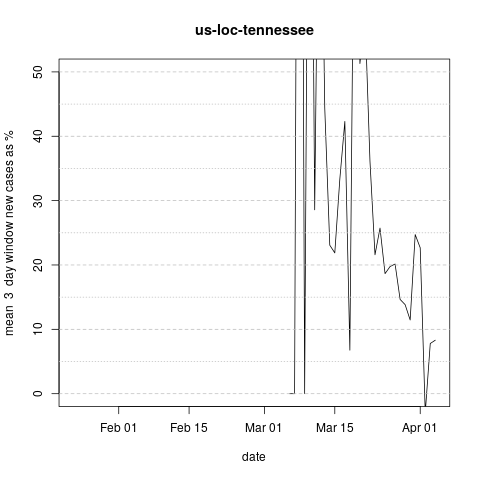 us-loc-tennessee
mean  3  day window new cases as %
50
40
30
20
10
0
Feb 01
Feb 15
Mar 01
Mar 15
Apr 01
date